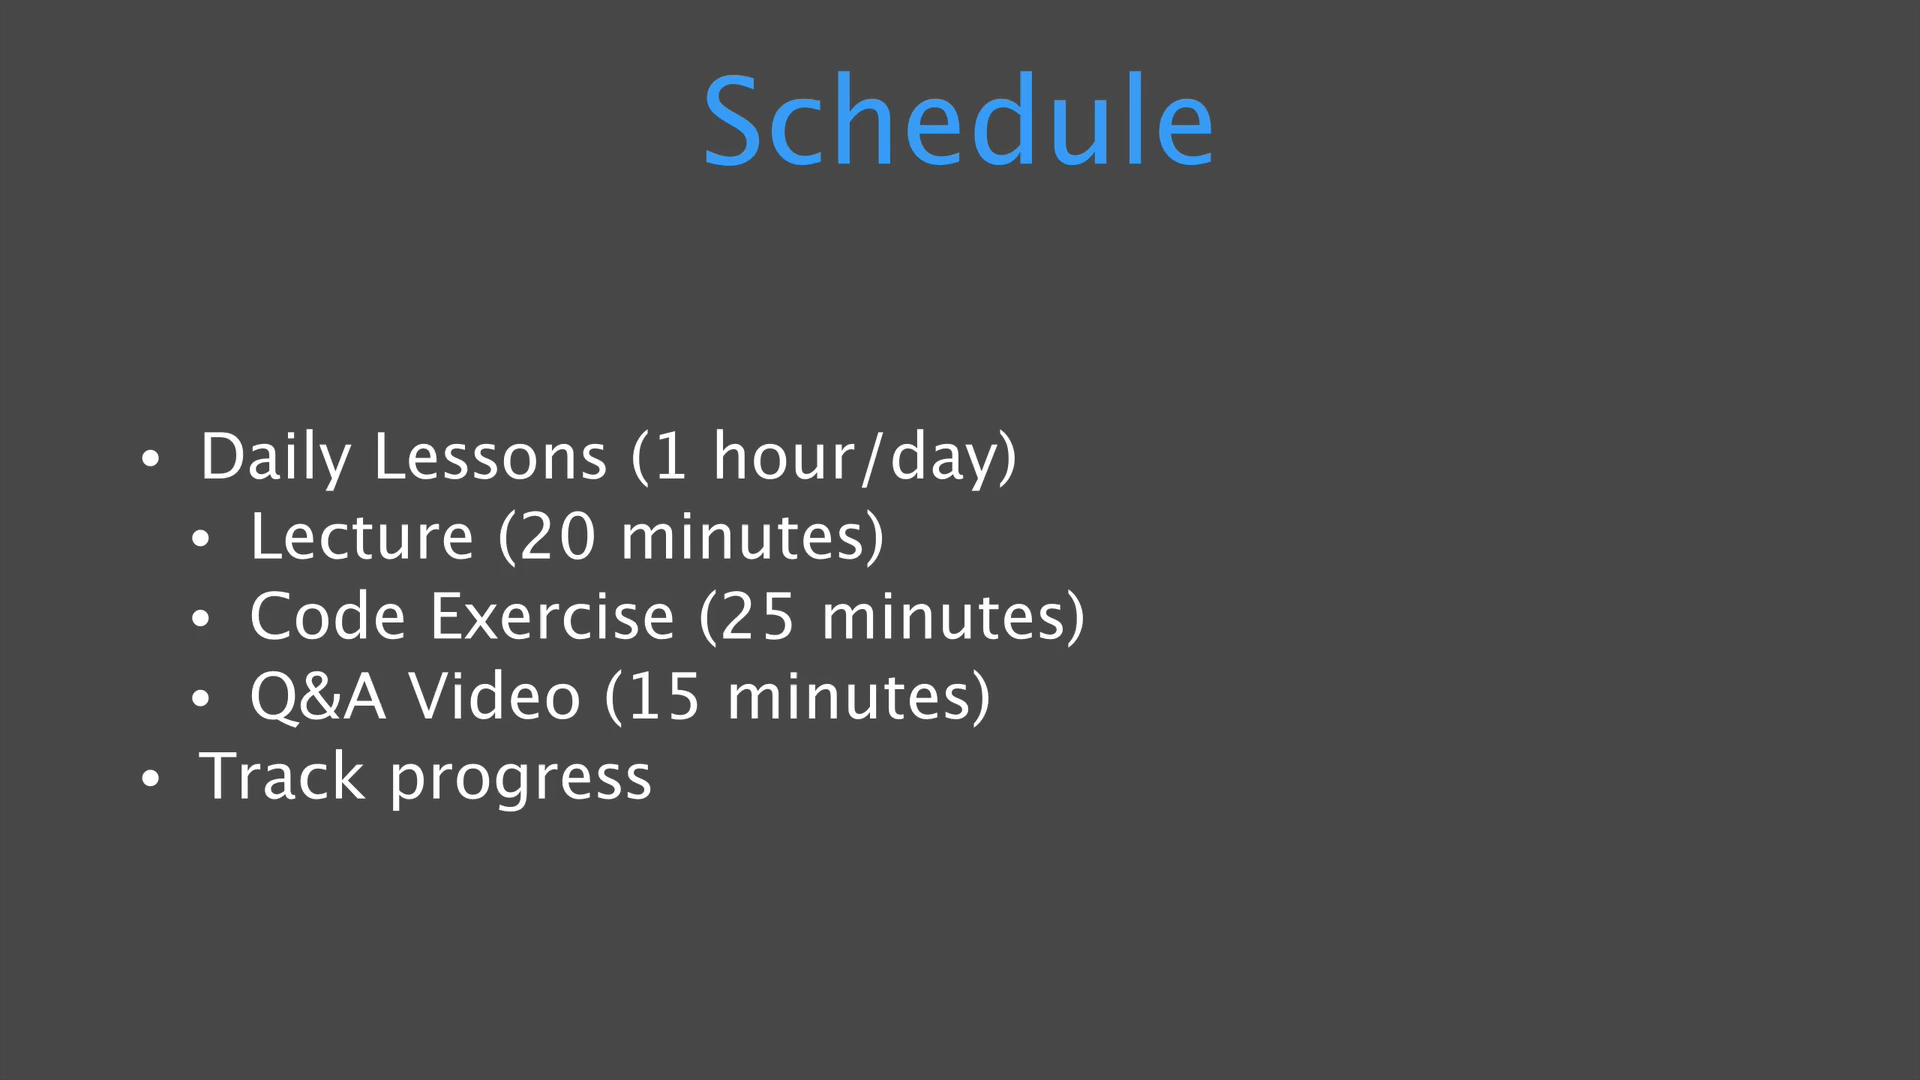 Schedule
• Daily Lessons (1 hour/day)
• Lecture (20 minutes)
• Code Exercise (25 minutes)
• Q&A Video (15 minutes)
• Track progress